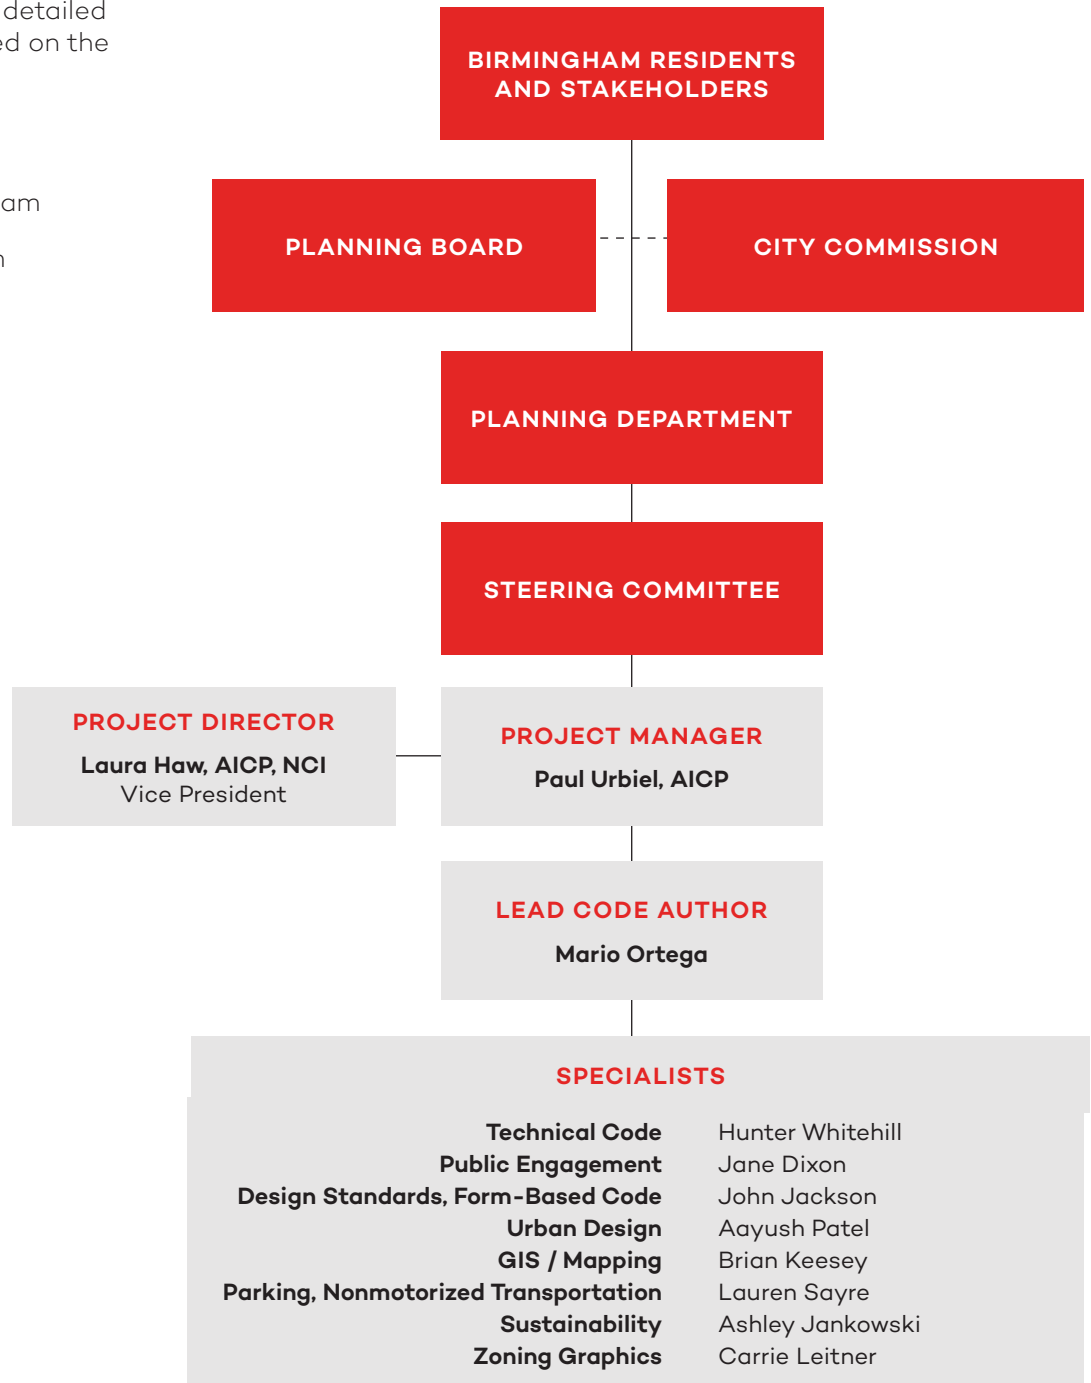 detailed
ed on the
am
n
BIRMINGHAM RESIDENTS
AND STAKEHOLDERS
PLANNING BOARD
CITY COMMISSION
PLANNING DEPARTMENT
STEERING COMMITTEE
PROJECT DIRECTOR
Laura Haw, AICP, NCI
Vice President
PROJECT MANAGER
Paul Urbiel, AICP
LEAD CODE AUTHOR
Mario Ortega
SPECIALISTS
Technical Code Hunter Whitehill
Public Engagement Jane Dixon
Design Standards, Form-Based Code John Jackson
Urban Design Aayush Patel
GIS / Mapping Brian Keesey
Parking, Nonmotorized Transportation Lauren Sayre
Sustainability Ashley Jankowski
Zoning Graphics Carrie Leitner